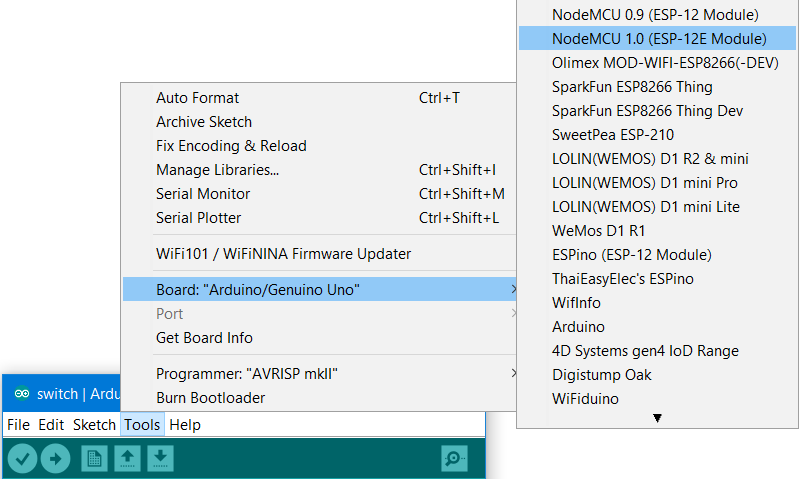 NodeMCU 0.9 (ESP-12 Module)
NodeMCU 1.0 (ESP-12E Module)
Olimex MOD-WIFI-ESP8266(-DEV)
SparkFun ESP8266 Thing
SparkFun ESP8266 Thing Dev
SweetPea ESP-210
LOLIN(WEMOS) D1 R2 & mini
LOLIN(WEMOS) D1 mini Pro
LOLIN(WEMOS) D1 mini Lite
WeMos D1 R1
ESPino (ESP-12 Module)
ThaiEasyElec's ESPino
WifInfo
Arduino
4D Systems gen4 IoD Range
Digistump Oak
WiFiduino
Auto Format Ctrl+T
Archive Sketch
Fix Encoding & Reload
Manage Libraries... Ctrl+Shift+I
Serial Monitor Ctrl+Shift+M
Serial Plotter Ctrl+Shift+L
WiFi101 / WiFiNINA Firmware Updater
Board: "Arduino/Genuino Uno"
Port
Get Board Info
Programmer: "AVRISP mkII"
Burn Bootloader
switch | Ardu
File Edit Sketch Tools Help